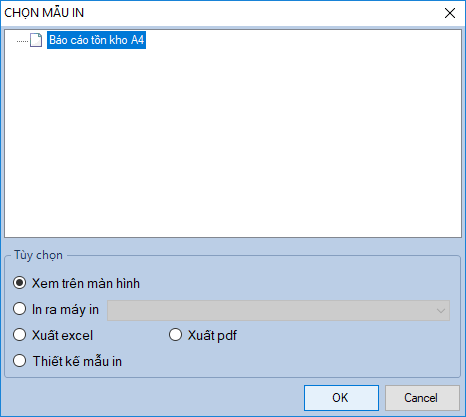 CHỌN MẪU IN
Báo cáo tồn kho A4
Tùy chọn
Xem trên màn hình
In ra máy in
Xuất excel
Xuất pdf
Thiết kế mẫu in
OK
Cancel